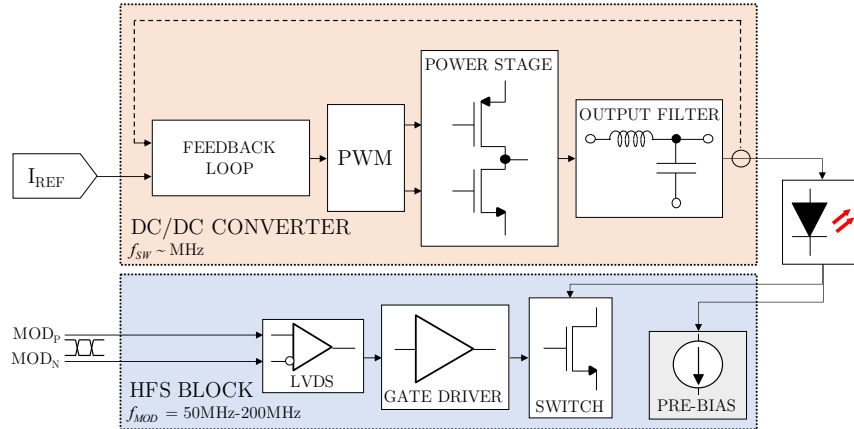 POWER STAGE
OUTPUT FILTER
FEEDBACK
LOOP
PWM
I_REF
DC/DC CONVERTER
f_SW ~ MHz
MOD_P
MOD_N
LVDS
GATE DRIVER
SWITCH
PRE-BIAS
HFS BLOCK
f_MOD = 50MHz-200MHz